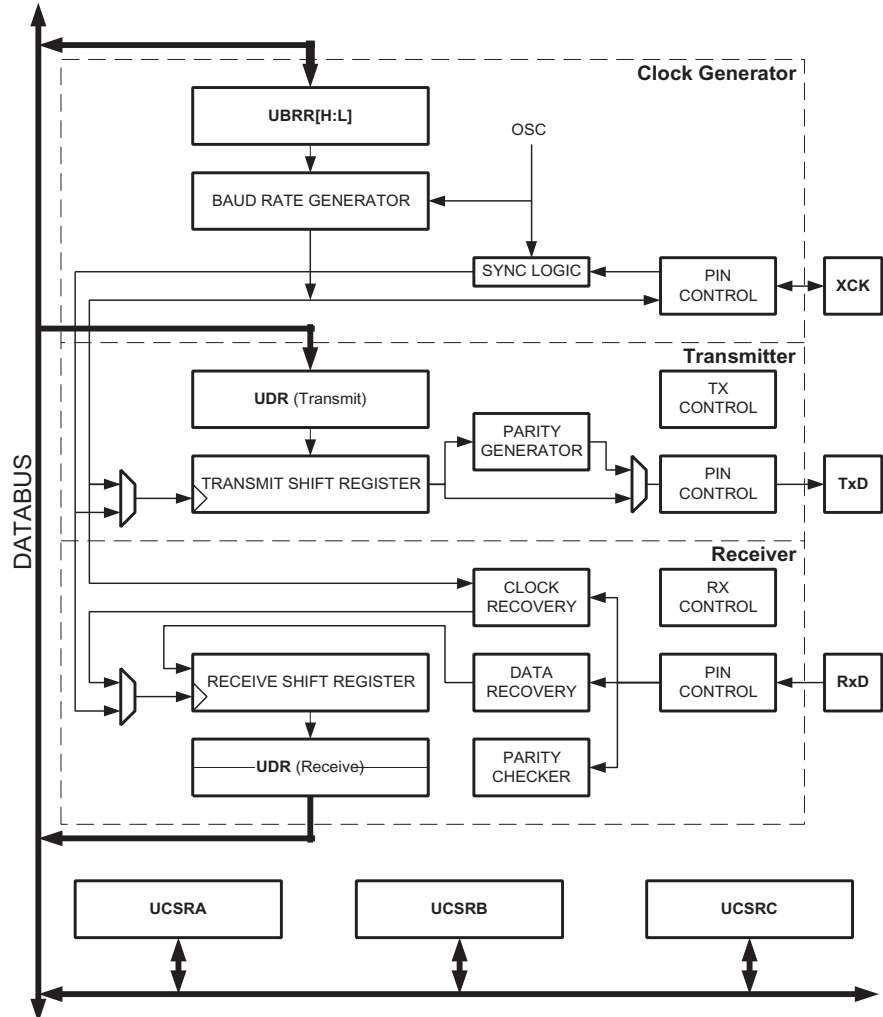 Clock Generator
UBRR[H:L]
OSC
BAUD RATE GENERATOR
SYNC LOGIC
PIN
CONTROL
XCK
Transmitter
UDR (Transmit)
TX
CONTROL
PARITY
GENERATOR
TRANSMIT SHIFT REGISTER
PIN
CONTROL
TxD
DATABUS
Receiver
CLOCK
RECOVERY
RX
CONTROL
RECEIVE SHIFT REGISTER
DATA
RECOVERY
PIN
CONTROL
RxD
UDR (Receive)
PARITY
CHECKER
UCSRA
UCSRB
UCSRC